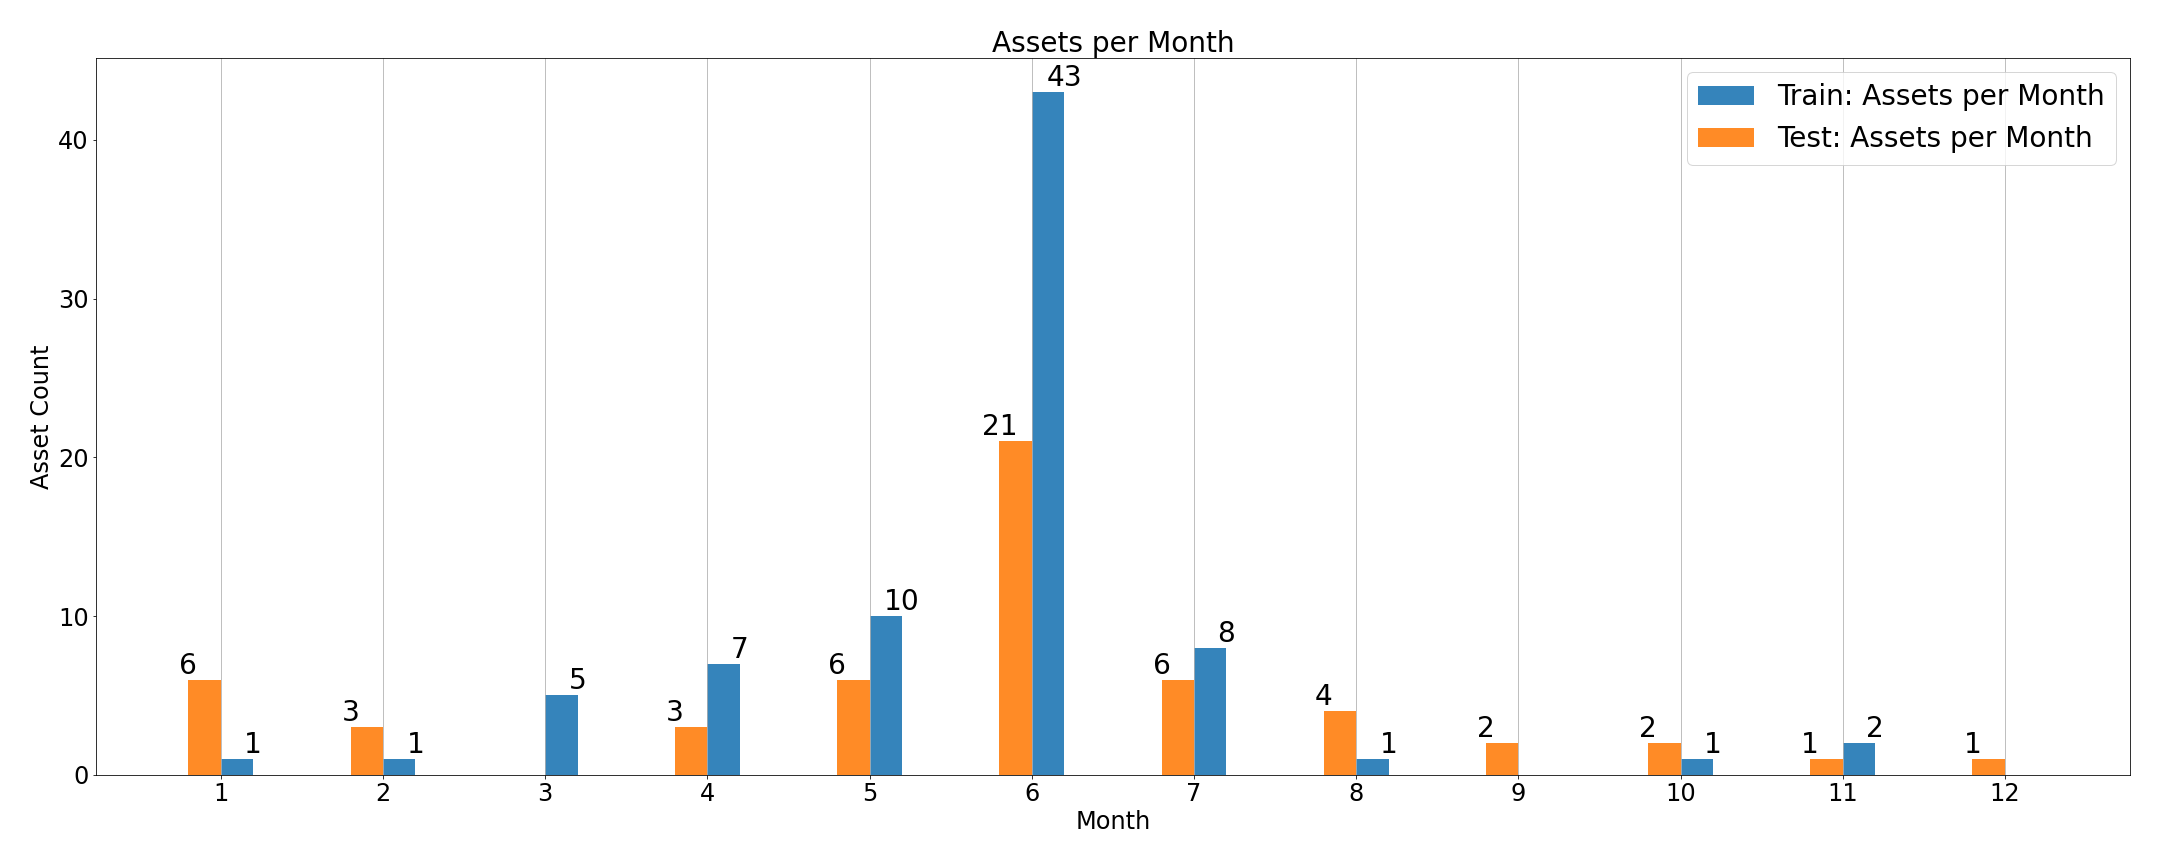 Assets per Month
Train: Assets per Month
Test: Assets per Month
Asset Count
40
30
20
10
0
6 1
3 1
5
3 7
6 10
21 43
6 8
4 1
2
2 1
1 2
1
1 2 3 4 5 6 7 8 9 10 11 12
Month